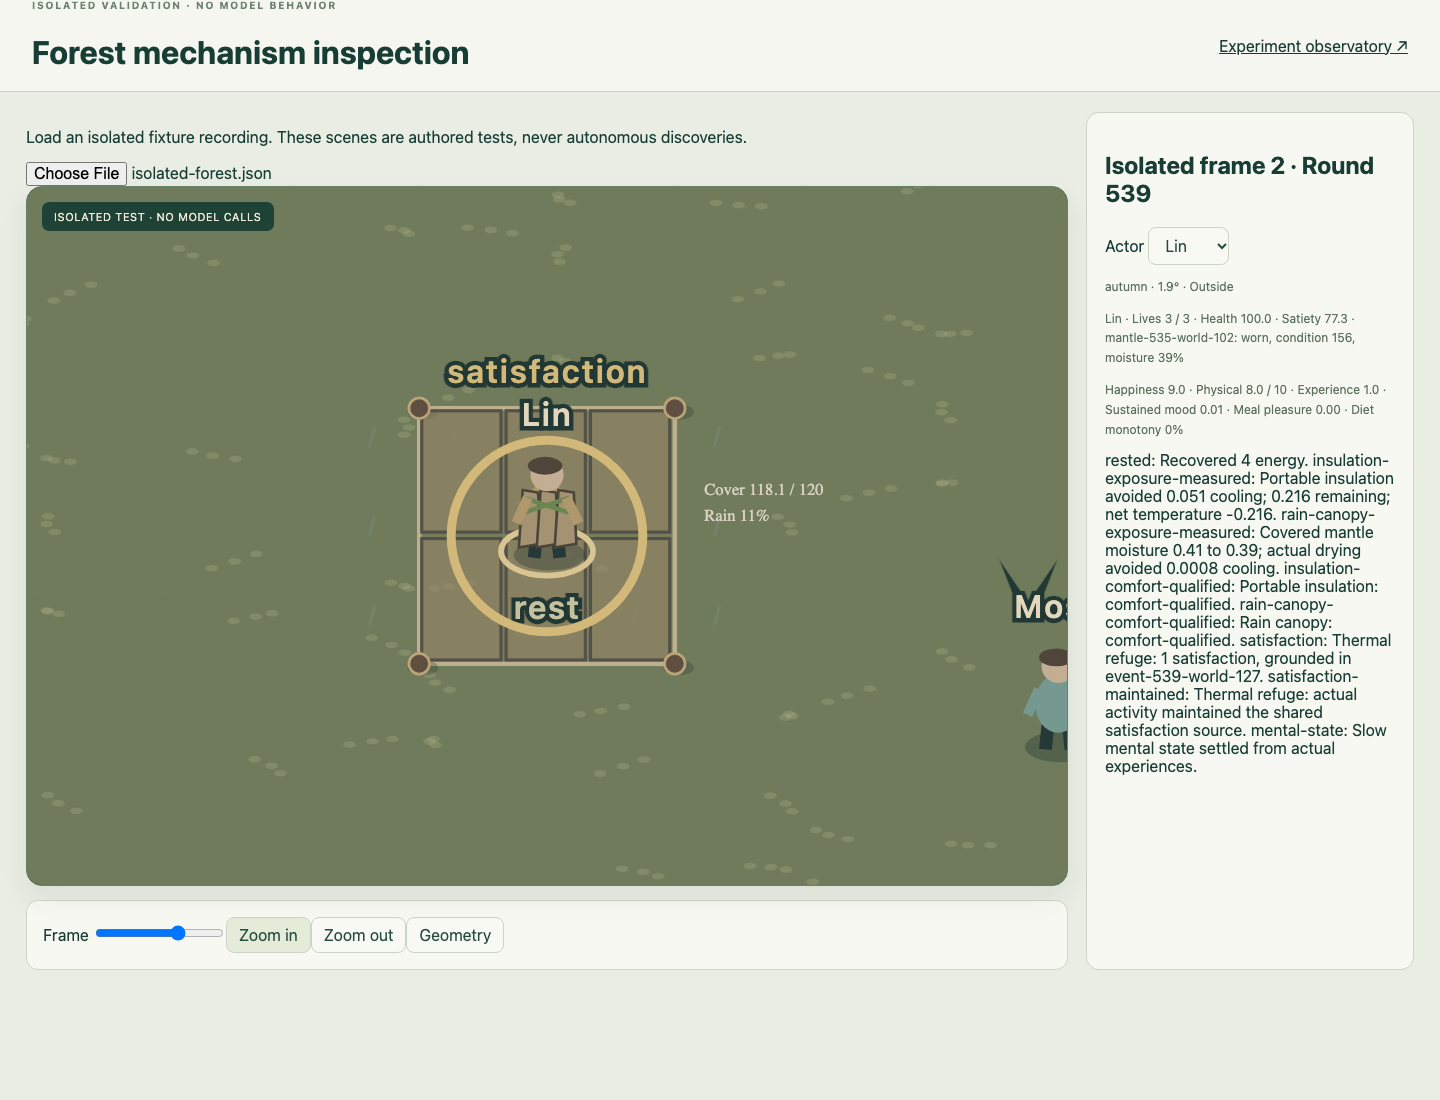 ISOLATED VALIDATION · NO MODEL BEHAVIOR
Forest mechanism inspection
Experiment observatory ↗
Load an isolated fixture recording. These scenes are authored tests, never autonomous discoveries.
Choose File isolated-forest.json
ISOLATED TEST · NO MODEL CALLS
satisfaction
Lin
rest
Cover 118.1 / 120
Rain 11%
Mos
Frame
Zoom in
Zoom out
Geometry
Isolated frame 2 · Round
539
Actor Lin
autumn · 1.9° · Outside
Lin · Lives 3 / 3 · Health 100.0 · Satiety 77.3 ·
mantle-535-world-102: worn, condition 156,
moisture 39%
Happiness 9.0 · Physical 8.0 / 10 · Experience 1.0 ·
Sustained mood 0.01 · Meal pleasure 0.00 · Diet
monotony 0%
rested: Recovered 4 energy. insulation-
exposure-measured: Portable insulation
avoided 0.051 cooling; 0.216 remaining;
net temperature -0.216. rain-canopy-
exposure-measured: Covered mantle
moisture 0.41 to 0.39; actual drying
avoided 0.0008 cooling. insulation-
comfort-qualified: Portable insulation:
comfort-qualified. rain-canopy-
comfort-qualified: Rain canopy:
comfort-qualified. satisfaction: Thermal
refuge: 1 satisfaction, grounded in
event-539-world-127. satisfaction-
maintained: Thermal refuge: actual
activity maintained the shared
satisfaction source. mental-state: Slow
mental state settled from actual
experiences.